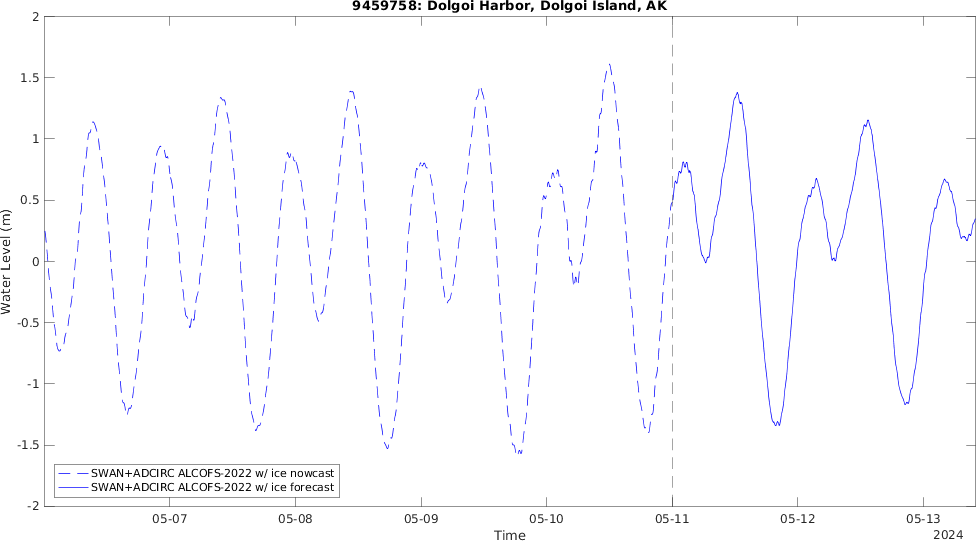 9459758: Dolgoi Harbor, Dolgoi Island, AK
2
1.5
1
0.5
0
-0.5
-1
-1.5
-2
Water Level (m)
SWAN+ADCIRC ALCOFS-2022 w/ ice nowcast
SWAN+ADCIRC ALCOFS-2022 w/ ice forecast
05-07 05-08 05-09 05-10 05-11 05-12 05-13
Time
2024